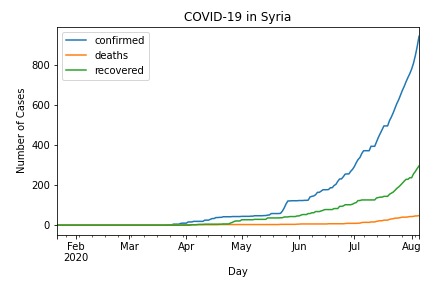 COVID-19 in Syria
confirmed
deaths
recovered
Number of Cases
800
600
400
200
0
Feb Mar Apr May Jun Jul Aug
2020
Day